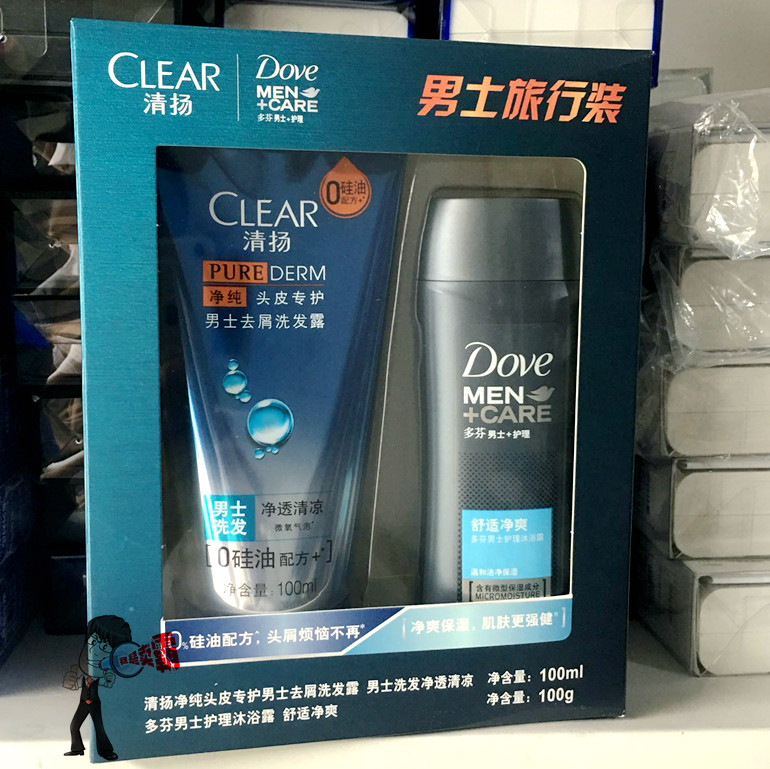 CLEAR
清扬
Dove
MEN
+CARE
多芬 男士+护理
男士旅行装
0硅油
配方+*
CLEAR
清扬
PURE DERM
净纯 头皮专护
男士去屑洗发露
男士
洗发
净透清凉
微氧气泡*
[0硅油 配方+*]
净含量: 100ml
Dove
MEN
+CARE
多芬 男士+护理
舒适净爽
多芬男士护理沐浴露
温和洁净保湿
含有微型保湿成分
MICROMOISTURE
0%硅油配方*, 头屑烦恼不再*
净爽保湿, 肌肤更强健*
清扬净纯头皮专护男士去屑洗发露 男士洗发净透清凉 净含量: 100ml
多芬男士护理沐浴露 舒适净爽 净含量: 100g